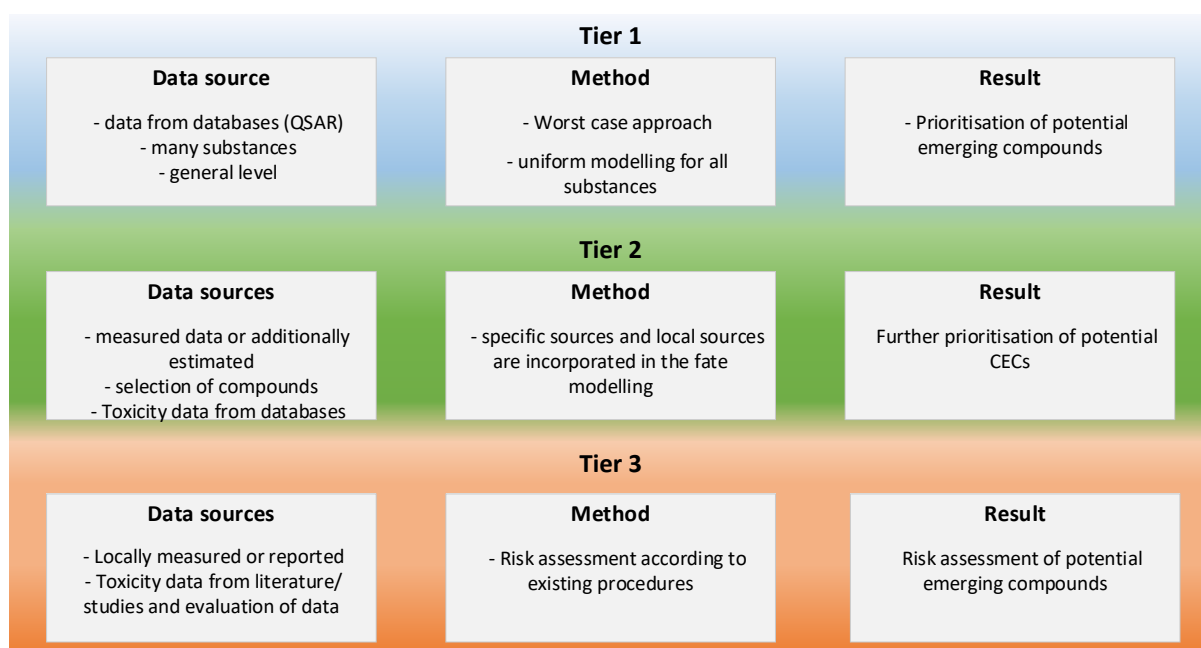 Tier 1
Data source
- data from databases (QSAR)
- many substances
- general level
Method
- Worst case approach
- uniform modelling for all
substances
Result
- Prioritisation of potential
emerging compounds
Tier 2
Data sources
- measured data or additionally
estimated
- selection of compounds
- Toxicity data from databases
Method
- specific sources and local sources
are incorporated in the fate
modelling
Result
Further prioritisation of potential
CECs
Tier 3
Data sources
- Locally measured or reported
- Toxicity data from literature/
studies and evaluation of data
Method
- Risk assessment according to
existing procedures
Result
Risk assessment of potential
emerging compounds